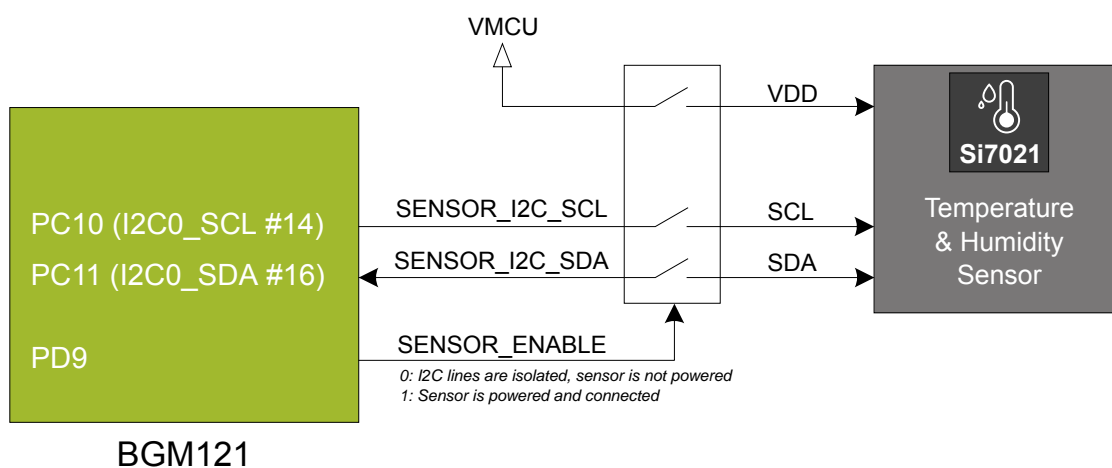 VMCU
VDD
Si7021
PC10 (I2C0_SCL #14)
SENSOR_I2C_SCL
SCL
Temperature
& Humidity
Sensor
PC11 (I2C0_SDA #16)
SENSOR_I2C_SDA
SDA
PD9
SENSOR_ENABLE
0: I2C lines are isolated, sensor is not powered
1: Sensor is powered and connected
BGM121